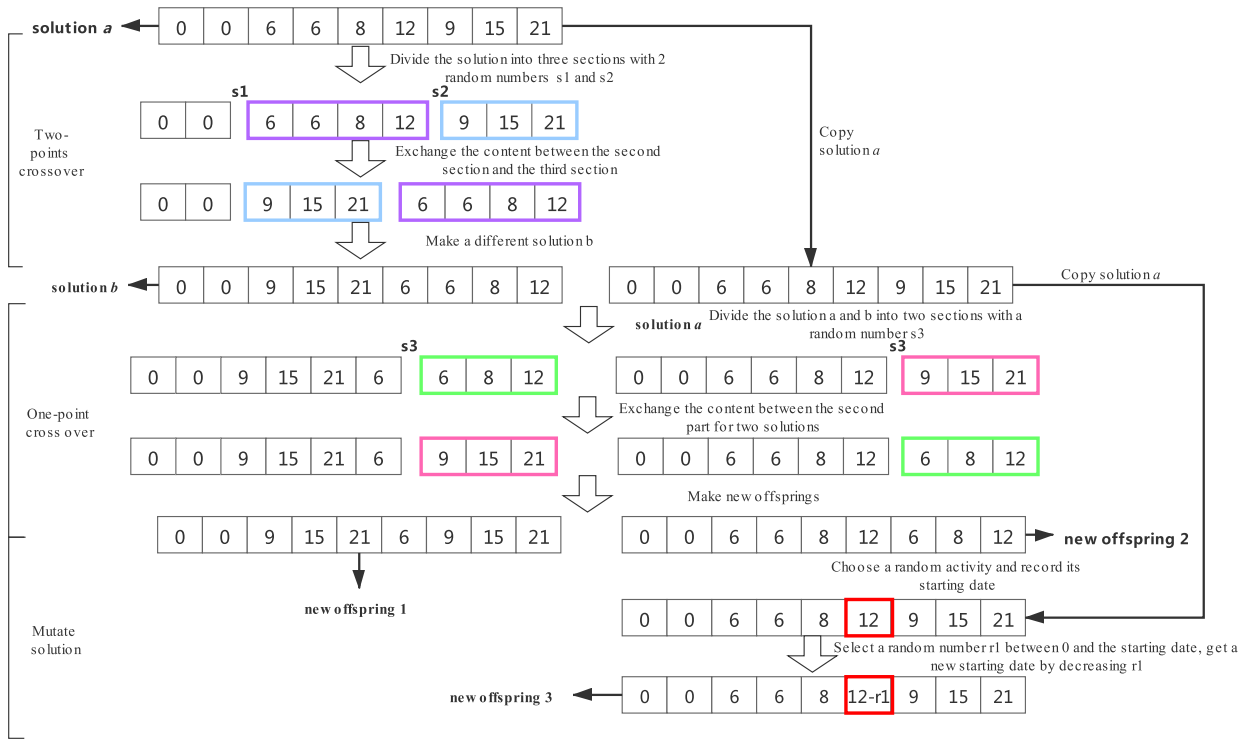 solution a
0 0 6 6 8 12 9 15 21
Divide the solution into three sections with 2
random numbers s1 and s2
s1 s2
0 0 6 6 8 12 9 15 21
Two-
points
crossover
Copy
solution a
Exchange the content between the second
section and the third section
0 0 9 15 21 6 6 8 12
Make a different solution b
solution b
0 0 9 15 21 6 6 8 12
0 0 6 6 8 12 9 15 21
Copy solution a
solution a
Divide the solution a and b into two sections with a
random number s3
s3 s3
0 0 9 15 21 6 6 8 12
0 0 6 6 8 12 9 15 21
One-point
cross over
Exchange the content between the second
part for two solutions
0 0 9 15 21 6 9 15 21
0 0 6 6 8 12 6 8 12
Make new offsprings
0 0 9 15 21 6 9 15 21
0 0 6 6 8 12 6 8 12
new offspring 2
new offspring 1
Choose a random activity and record its
starting date
0 0 6 6 8 12 9 15 21
Mutate
solution
Select a random number r1 between 0 and the starting date, get a
new starting date by decreasing r1
new offspring 3
0 0 6 6 8 12-r1 9 15 21